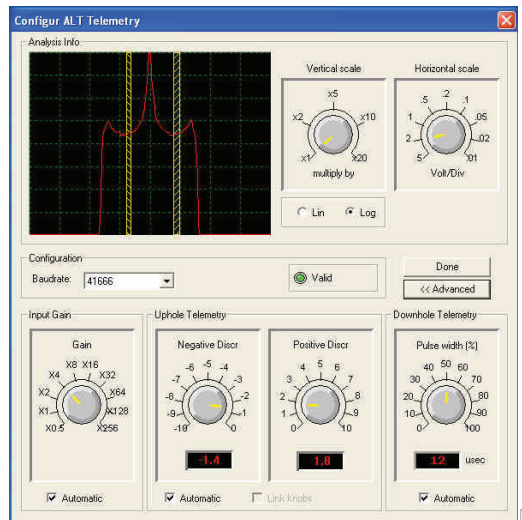 Configur ALT Telemetry
Analysis Info
Vertical scale
x1 x2 x5 x10 x20
multiply by
Lin Log
Horizontal scale
5 2 1 .5 .2 .1 .05 .02 .01
Volt/Div
Configuration
Baudrate: 41666
Valid
Done
<< Advanced
Input Gain
Gain
X0.5 X1 X2 X4 X8 X16 X32 X64 X128 X256
Automatic
Uphole Telemetry
Negative Discr
-10 -9 -8 -7 -6 -5 -4 -3 -2 -1 0
-1.4
Automatic
Positive Discr
0 1 2 3 4 5 6 7 8 9 10
1.8
Link knobs
Downhole Telemetry
Pulse width (%)
0 10 20 30 40 50 60 70 80 90 100
12 usec
Automatic